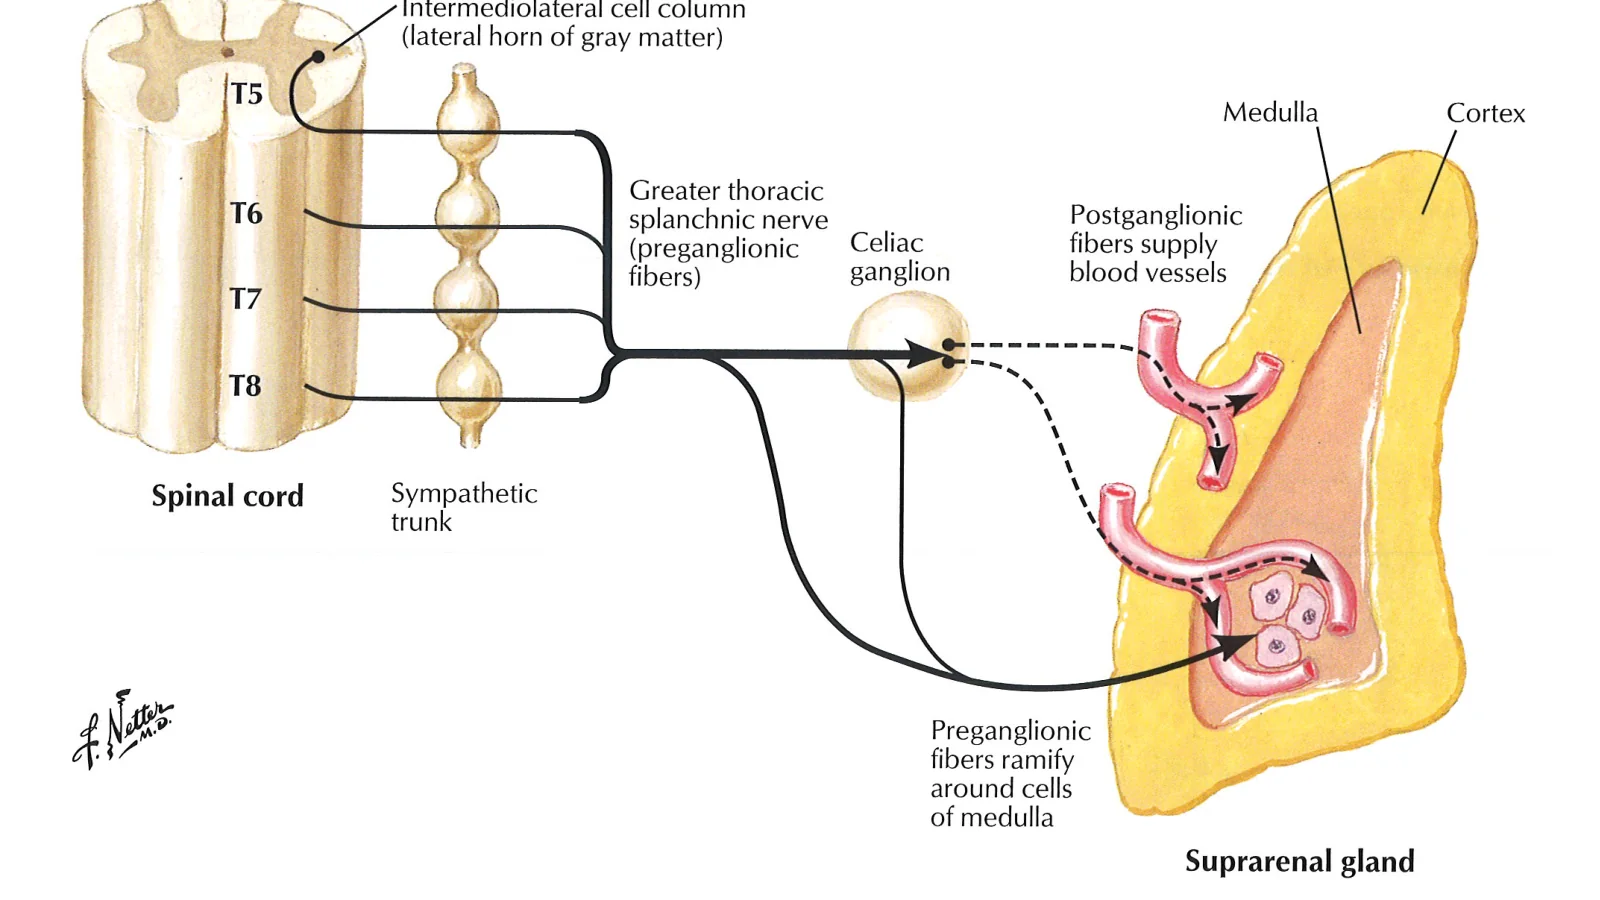 Intermediolateral cell column
(lateral horn of gray matter)
T5
T6
T7
T8
Spinal cord
Sympathetic
trunk
Greater thoracic
splanchnic nerve
(preganglionic
fibers)
Celiac
ganglion
Postganglionic
fibers supply
blood vessels
Medulla
Cortex
Preganglionic
fibers ramify
around cells
of medulla
Suprarenal gland
F. Netter
M.D.